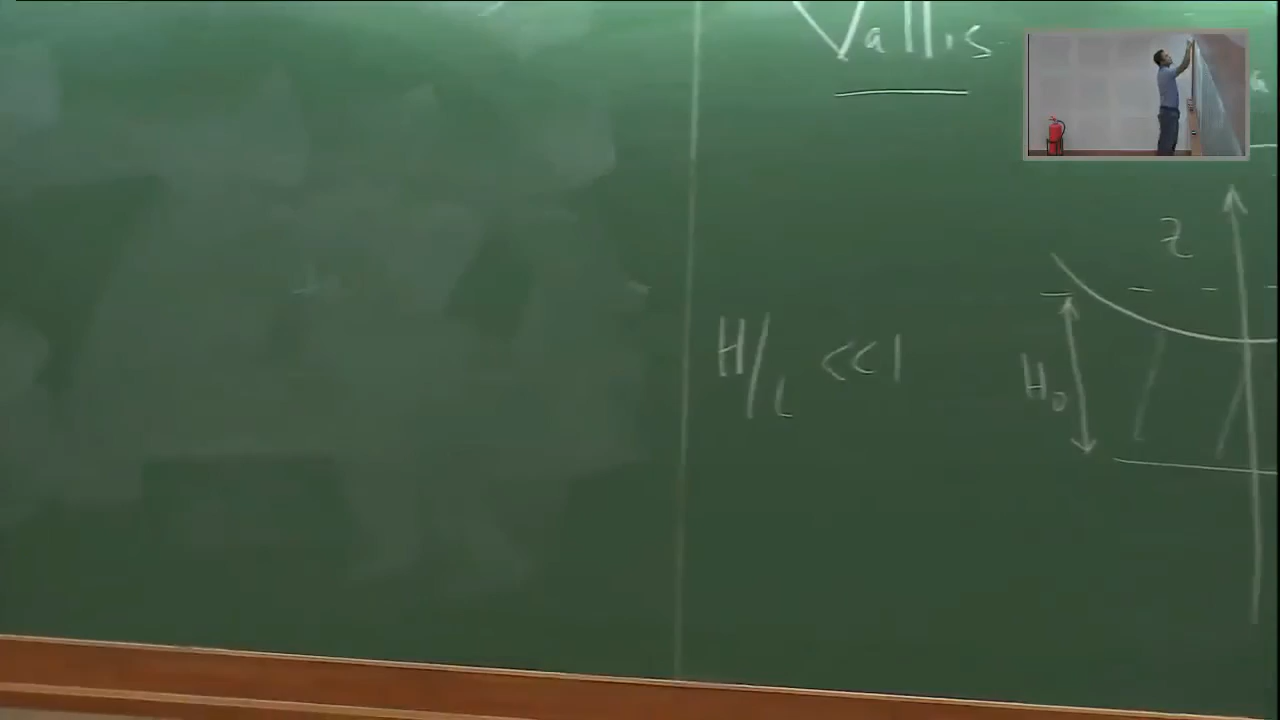 Vallis
z
H/L <<1
H₀